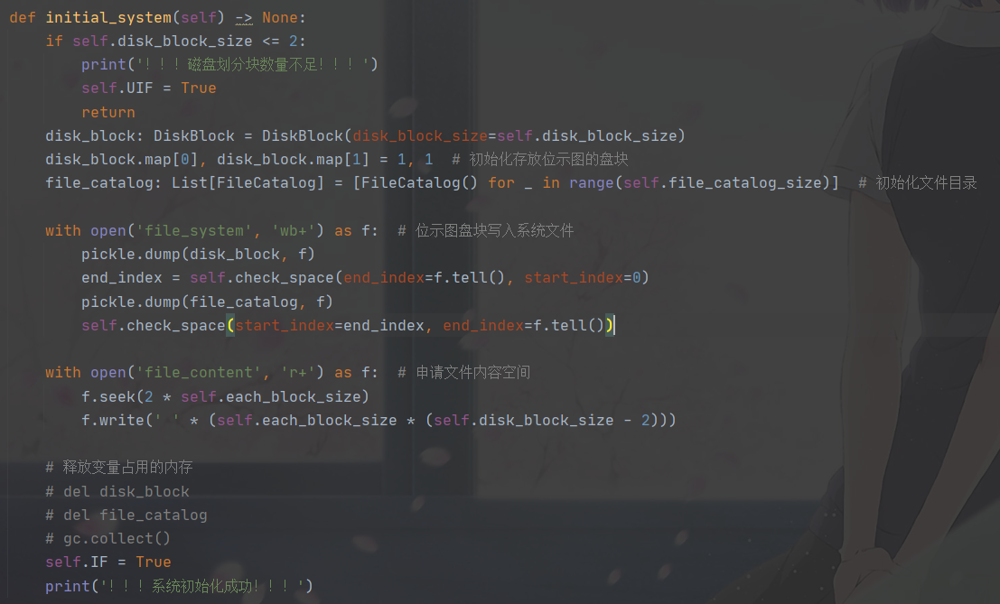 def initial_system(self) -> None:
    if self.disk_block_size <= 2:
        print('！！！磁盘划分块数量不足！！！')
        self.UIF = True
        return
    disk_block: DiskBlock = DiskBlock(disk_block_size=self.disk_block_size)
    disk_block.map[0], disk_block.map[1] = 1, 1  # 初始化存放位示图的盘块
    file_catalog: List[FileCatalog] = [FileCatalog() for _ in range(self.file_catalog_size)]  # 初始化文件目录
    with open('file_system', 'wb+') as f:  # 位示图盘块写入系统文件
        pickle.dump(disk_block, f)
        end_index = self.check_space(end_index=f.tell(), start_index=0)
        pickle.dump(file_catalog, f)
        self.check_space(start_index=end_index, end_index=f.tell())
    with open('file_content', 'r+') as f:  # 申请文件内容空间
        f.seek(2 * self.each_block_size)
        f.write(' ' * (self.each_block_size * (self.disk_block_size - 2)))
    # 释放变量占用的内存
    # del disk_block
    # del file_catalog
    # gc.collect()
    self.IF = True
    print('！！！系统初始化成功！！！')